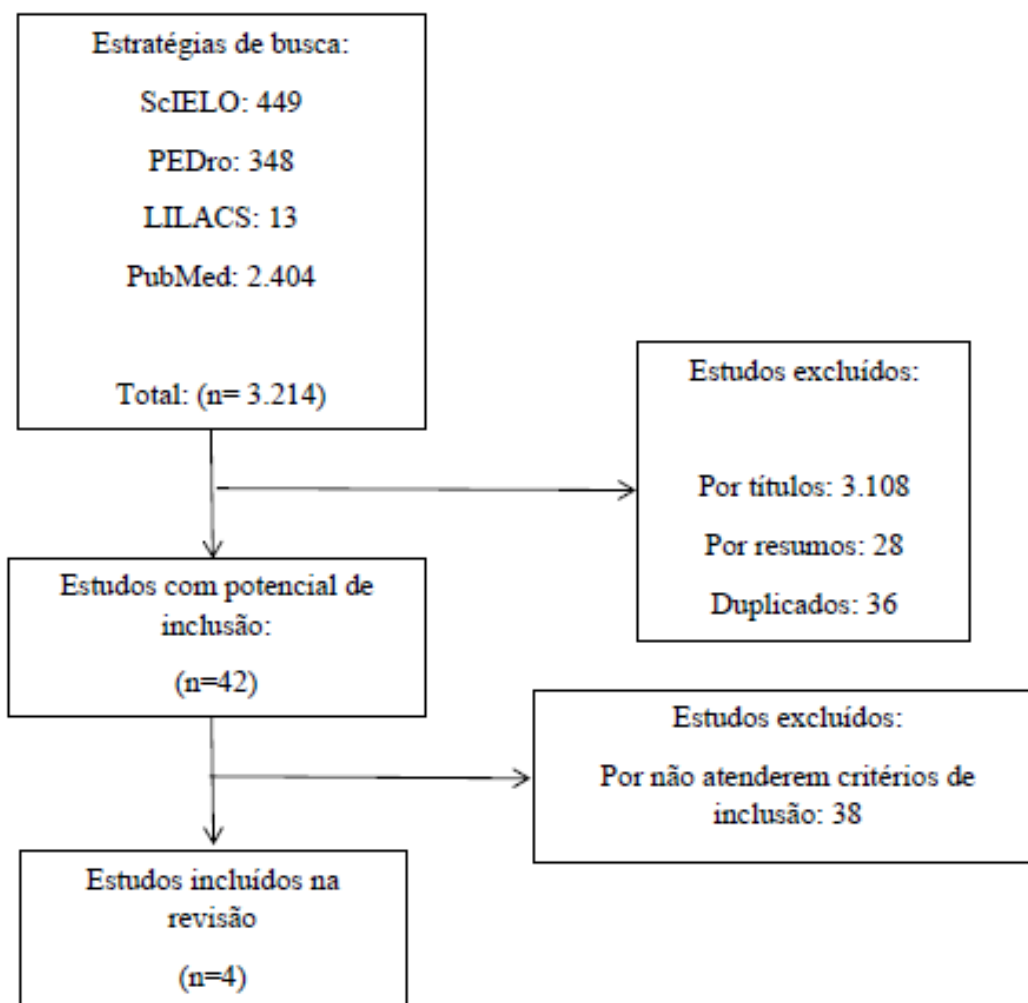 Estratégias de busca:
ScIELO: 449
PEDro: 348
LILACS: 13
PubMed: 2.404
Total: (n= 3.214)
Estudos excluídos:
Por títulos: 3.108
Por resumos: 28
Duplicados: 36
Estudos com potencial de
inclusão:
(n=42)
Estudos excluídos:
Por não atenderem critérios de
inclusão: 38
Estudos incluídos na
revisão
(n=4)